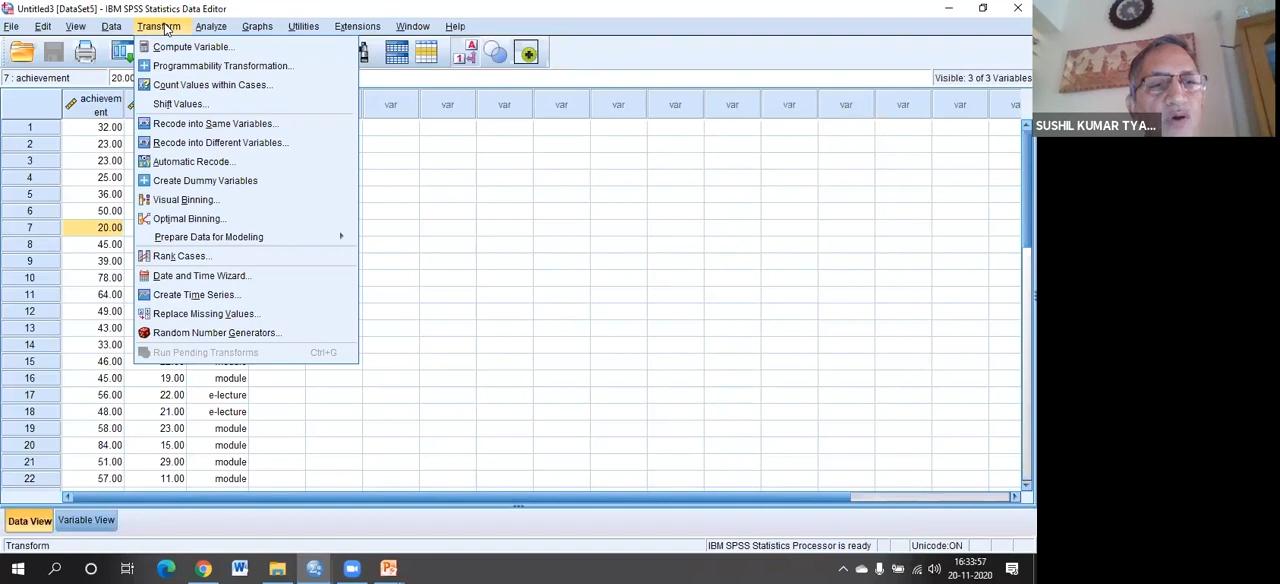 Untitled3 [DataSet5] - IBM SPSS Statistics Data Editor
File Edit View Data Transform Analyze Graphs Utilities Extensions Window Help
7 : achievement 20.00 Visible: 3 of 3 Variables
Compute Variable...
Programmability Transformation...
Count Values within Cases...
Shift Values...
Recode into Same Variables...
Recode into Different Variables...
Automatic Recode...
Create Dummy Variables
Visual Binning...
Optimal Binning...
Prepare Data for Modeling
Rank Cases...
Date and Time Wizard...
Create Time Series...
Replace Missing Values...
Random Number Generators...
Run Pending Transforms Ctrl+G
achievem
ent
var var var var var var var var var var var va
1 32.00
2 23.00
3 23.00
4 25.00
5 36.00
6 50.00
7 20.00
8 45.00
9 39.00
10 78.00
11 64.00
12 49.00
13 43.00
14 33.00
15 46.00
16 45.00 19.00 module
17 56.00 22.00 e-lecture
18 48.00 21.00 e-lecture
19 58.00 23.00 module
20 84.00 15.00 module
21 51.00 29.00 module
22 57.00 11.00 module
Data View Variable View
Transform IBM SPSS Statistics Processor is ready Unicode:ON
16:33:57
20-11-2020
SUSHIL KUMAR TYA...